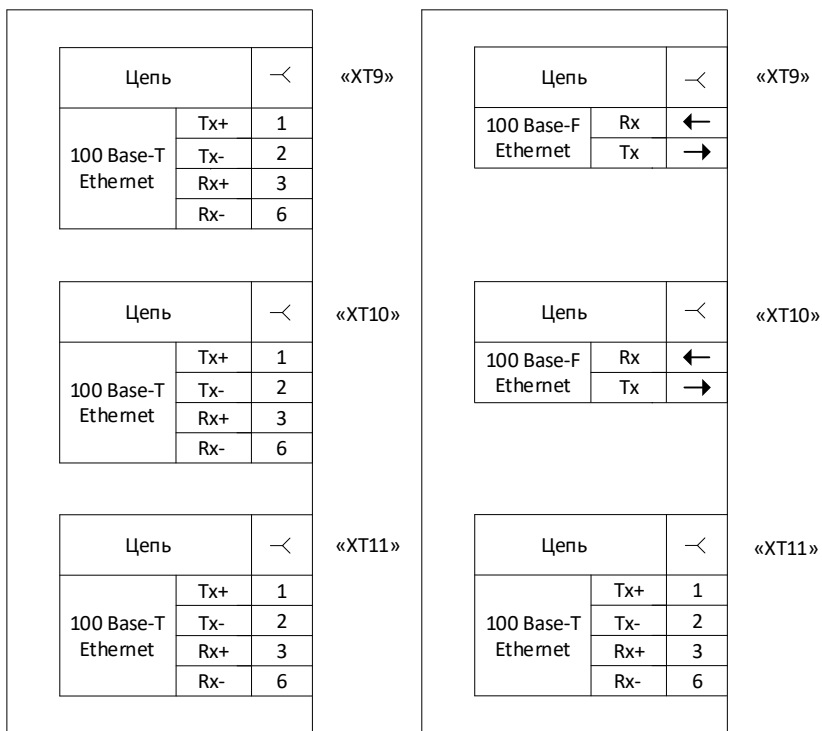 Цепь
«XT9»
Tx+ 1
100 Base-T Tx- 2
Ethernet Rx+ 3
Rx- 6
Цепь
«XT10»
Tx+ 1
100 Base-T Tx- 2
Ethernet Rx+ 3
Rx- 6
Цепь
«XT11»
Tx+ 1
100 Base-T Tx- 2
Ethernet Rx+ 3
Rx- 6
Цепь
«XT9»
100 Base-F Rx
Ethernet Tx
Цепь
«XT10»
100 Base-F Rx
Ethernet Tx
Цепь
«XT11»
Tx+ 1
100 Base-T Tx- 2
Ethernet Rx+ 3
Rx- 6